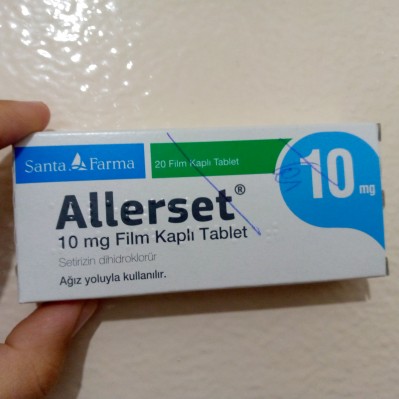 Santa Farma
20 Film Kaplı Tablet
10 mg
Allerset®
10 mg Film Kaplı Tablet
Setirizin dihidroklorür
Ağız yoluyla kullanılır.